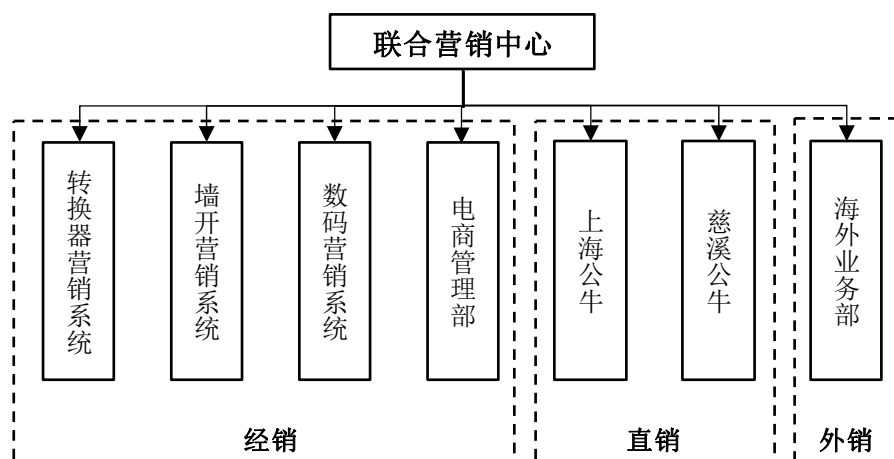 联合营销中心
转换器营销系统
墙开营销系统
数码营销系统
电商管理部
上海公牛
慈溪公牛
海外业务部
经销
直销
外销